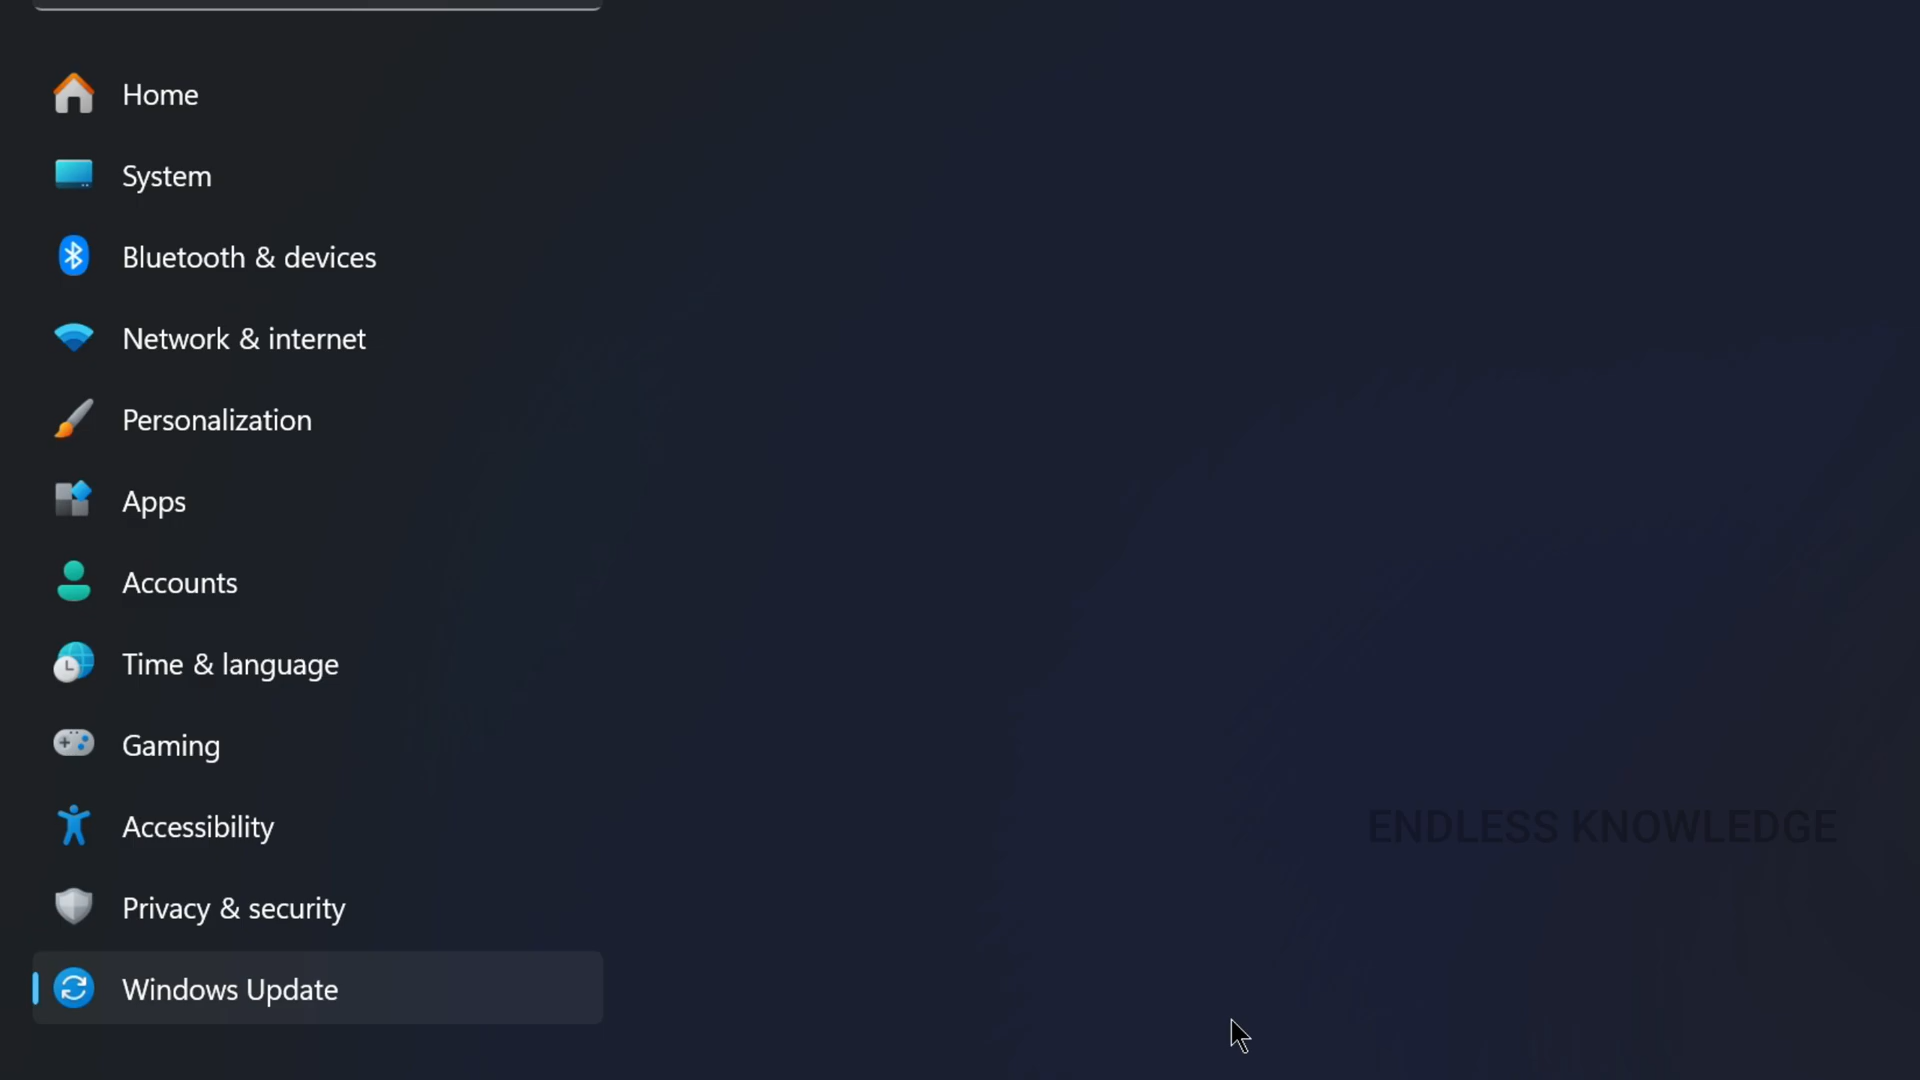 Home
System
Bluetooth & devices
Network & internet
Personalization
Apps
Accounts
Time & language
Gaming
Accessibility
ENDLESS KNOWLEDGE
Privacy & security
Windows Update